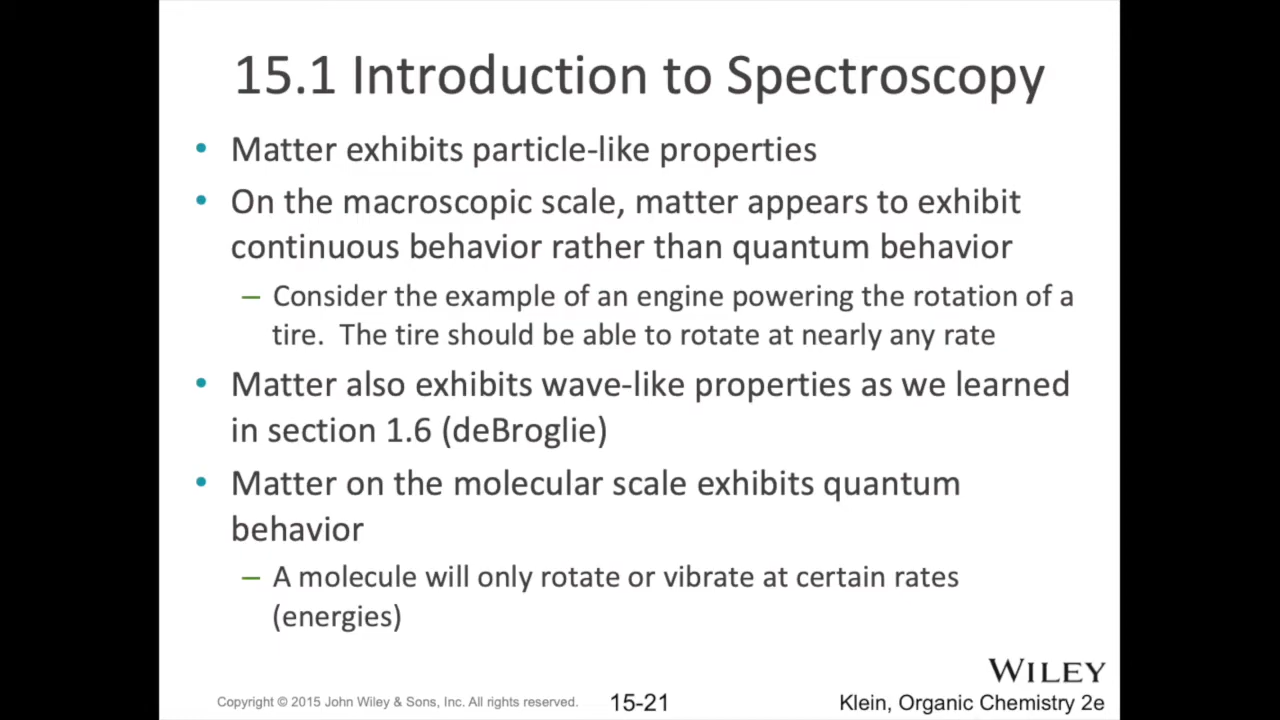 15.1 Introduction to Spectroscopy
• Matter exhibits particle-like properties
• On the macroscopic scale, matter appears to exhibit
continuous behavior rather than quantum behavior
– Consider the example of an engine powering the rotation of a
tire.  The tire should be able to rotate at nearly any rate
• Matter also exhibits wave-like properties as we learned
in section 1.6 (deBroglie)
• Matter on the molecular scale exhibits quantum
behavior
– A molecule will only rotate or vibrate at certain rates
(energies)
WILEY
Copyright © 2015 John Wiley & Sons, Inc. All rights reserved.
15-21
Klein, Organic Chemistry 2e